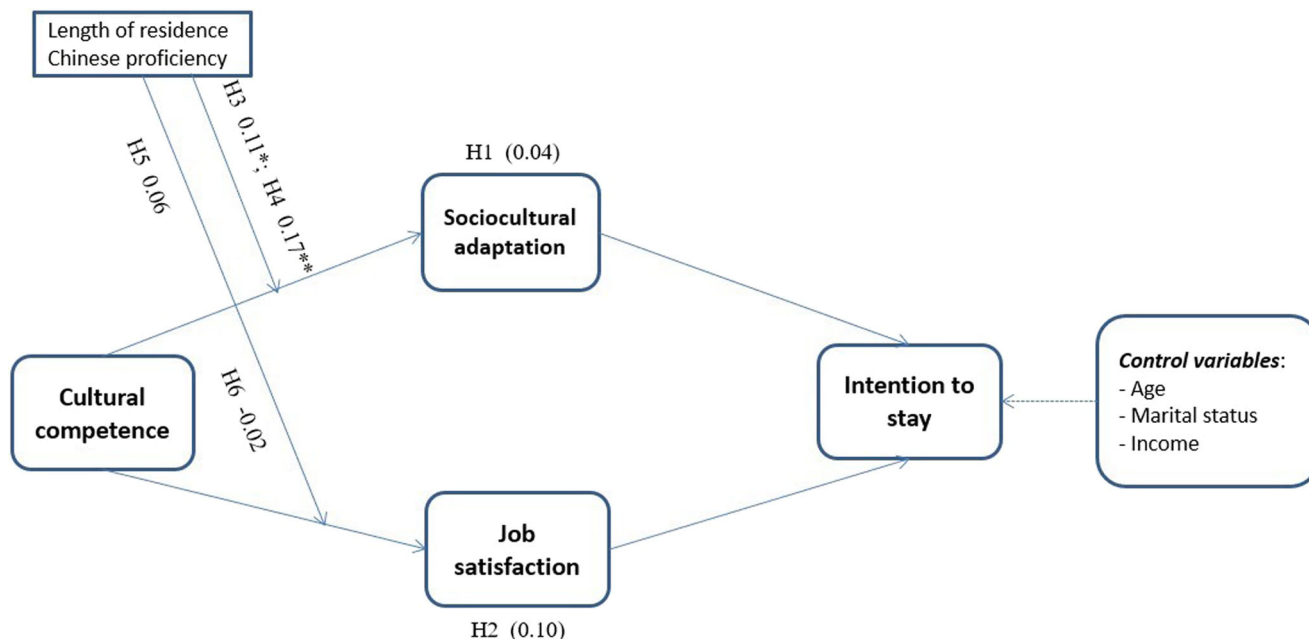 Length of residence
Chinese proficiency
H3 0.11*; H4 0.17**
H5 0.06
H6 -0.02
H1 (0.04)
Sociocultural
adaptation
Cultural
competence
Intention to
stay
Control variables:
- Age
- Marital status
- Income
Job
satisfaction
H2 (0.10)